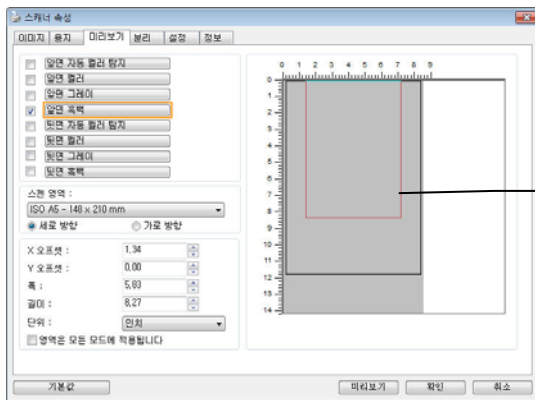 스캐너 속성
이미지 용지 미리보기 분리 설정 정보
앞면 자동 컬러 탐지
앞면 컬러
앞면 그레이
앞면 흑백
뒷면 자동 컬러 탐지
뒷면 컬러
뒷면 그레이
뒷면 흑백
스캔 영역 :
ISO A5 - 148 x 210 mm
세로 방향 가로 방향
X 오프셋 : 1,34
Y 오프셋 : 0,00
폭 : 5,83
길이 : 8,27
단위 : 인치
영역은 모든 모드에 적용됩니다
0 1 2 3 4 5 6 7 8 9
0
1
2
3
4
5
6
7
8
9
10
11
12
13
14
기본값 미리보기 확인 취소